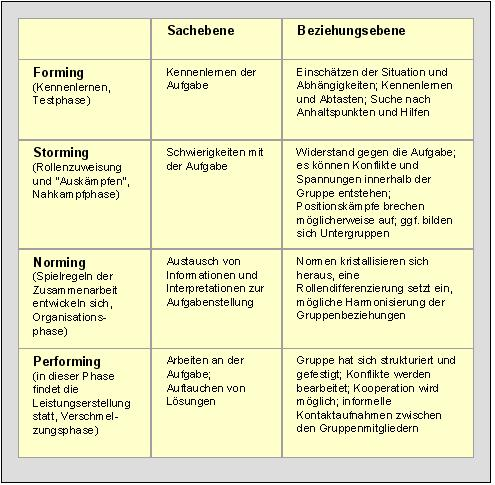 Sachebene
Beziehungsebene
Forming
(Kennenlernen,
Testphase)
Kennenlernen der
Aufgabe
Einschätzen der Situation und
Abhängigkeiten; Kennenlernen
und Abtasten; Suche nach
Anhaltspunkten und Hilfen
Storming
(Rollenzuweisung
und "Auskämpfen",
Nahkampfphase)
Schwierigkeiten mit
der Aufgabe
Widerstand gegen die Aufgabe;
es können Konflikte und
Spannungen innerhalb der
Gruppe entstehen;
Positionskämpfe brechen
möglicherweise auf; ggf. bilden
sich Untergruppen
Norming
(Spielregeln der
Zusammenarbeit
entwickeln sich,
Organisations-
phase)
Austausch von
Informationen und
Interpretationen zur
Aufgabenstellung
Normen kristallisieren sich
heraus, eine
Rollendifferenzierung setzt ein,
mögliche Harmonisierung der
Gruppenbeziehungen
Performing
(in dieser Phase
findet die
Leistungserstellung
statt, Verschmel-
zungsphase)
Arbeiten an der
Aufgabe;
Auftauchen von
Lösungen
Gruppe hat sich strukturiert und
gefestigt; Konflikte werden
bearbeitet; Kooperation wird
möglich; informelle
Kontaktaufnahmen zwischen
den Gruppenmitgliedern